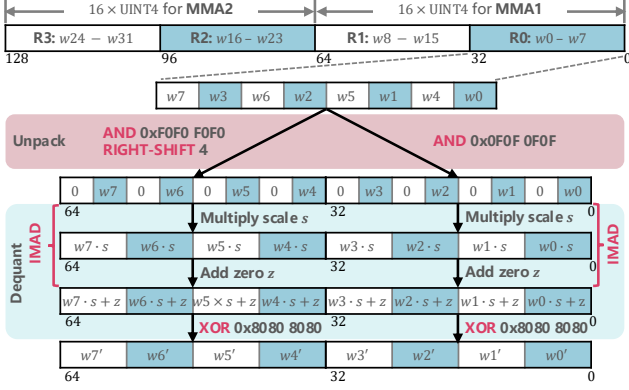 16 × UINT4 for MMA2 16 × UINT4 for MMA1
R3: w24 – w31 R2: w16 – w23 R1: w8 – w15 R0: w0 – w7
128 96 64 32 0
w7 w3 w6 w2 w5 w1 w4 w0
Unpack AND 0xF0F0 F0F0 AND 0x0F0F 0F0F
RIGHT-SHIFT 4
0 w7 0 w6 0 w5 0 w4 0 w3 0 w2 0 w1 0 w0
64 32 0
Dequant IMAD Multiply scale s Multiply scale s IMAD
w7 · s w6 · s w5 · s w4 · s w3 · s w2 · s w1 · s w0 · s
64 32 0
Add zero z Add zero z
w7 · s + z w6 · s + z w5 × s + z w4 · s + z w3 · s + z w2 · s + z w1 · s + z w0 · s + z
64 32 0
XOR 0x8080 8080 XOR 0x8080 8080
w7′ w6′ w5′ w4′ w3′ w2′ w1′ w0′
64 32 0